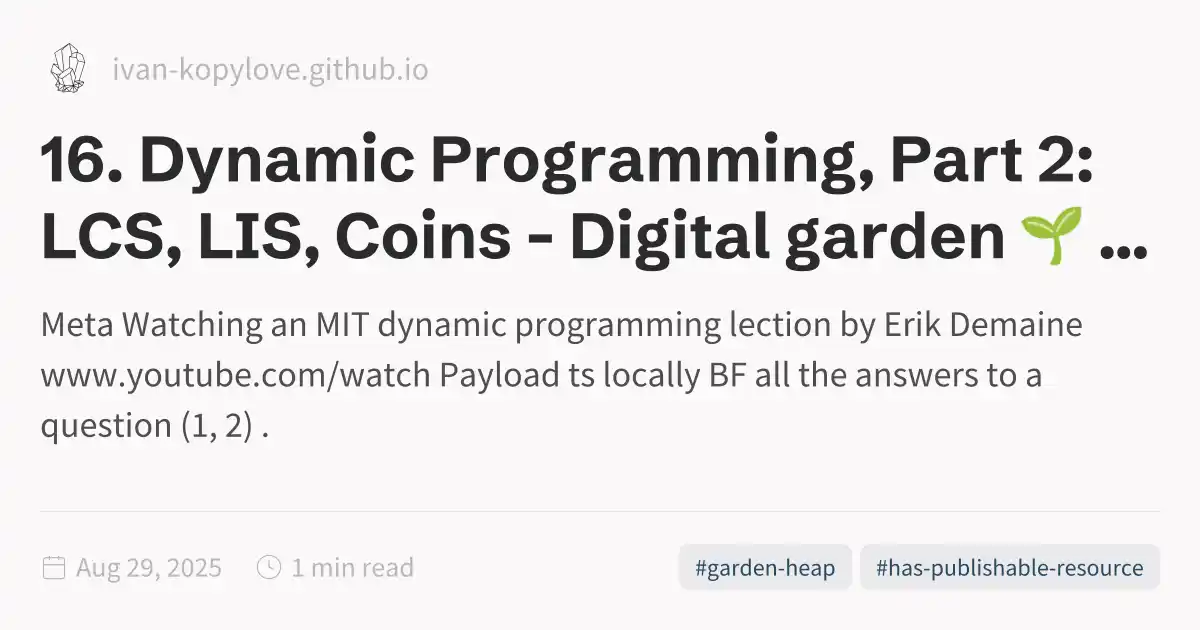 ivan-kopylove.github.io
16. Dynamic Programming, Part 2:
LCS, LIS, Coins - Digital garden 🌱 ...
Meta Watching an MIT dynamic programming lection by Erik Demaine
www.youtube.com/watch Payload ts locally BF all the answers to a
question (1, 2) .
Aug 29, 2025 1 min read #garden-heap #has-publishable-resource